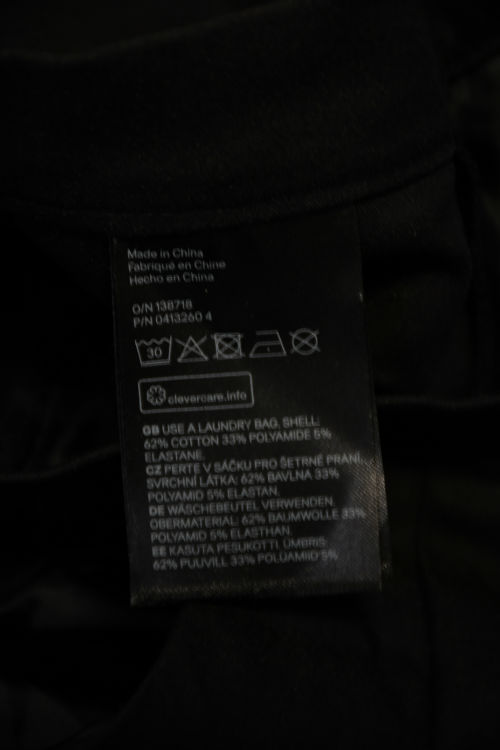 Made in China
Fabriqué en Chine
Hecho en China
O/N 138718
P/N 0413260 4
30
clevercare.info
GB USE A LAUNDRY BAG. SHELL:
62% COTTON 33% POLYAMIDE 5%
ELASTANE.
CZ PERTE V SÁČKU PRO ŠETRNÉ PRANÍ.
SVRCHNÍ LÁTKA: 62% BAVLNA 33%
POLYAMID 5% ELASTAN.
DE WÄSCHEBEUTEL VERWENDEN.
OBERMATERIAL: 62% BAUMWOLLE 33%
POLYAMID 5% ELASTHAN.
EE KASUTA PESUKOTTI. ÜMBRIS:
62% PUUVILL 33% POLÜAMIID 5%